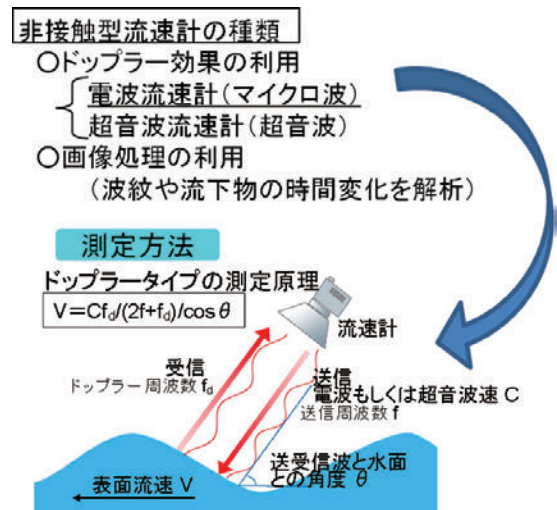 非接触型流速計の種類
○ドップラー効果の利用
電波流速計(マイクロ波)
超音波流速計(超音波)
○画像処理の利用
(波紋や流下物の時間変化を解析)
測定方法
ドップラータイプの測定原理
V=Cfd/(2f+fd)/cosθ
流速計
受信
ドップラー周波数 fd
送信
電波もしくは超音波速 C
送信周波数 f
送受信波と水面
との角度 θ
表面流速 V